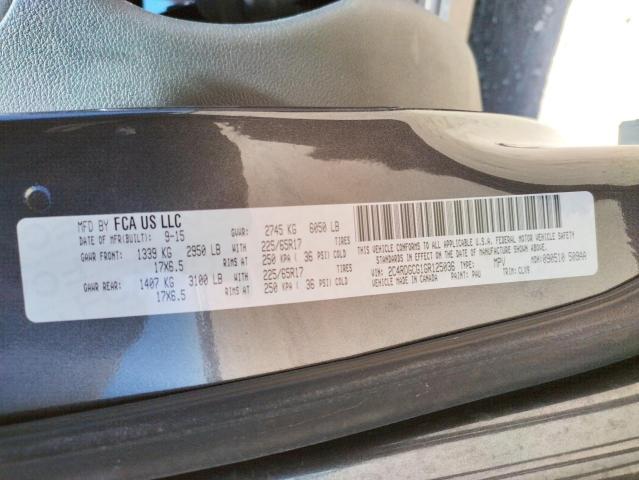 MFD BY FCA US LLC
DATE OF MFR(BUILT): 9-15 GVWR: 2745 KG 6050 LB
GAWR FRONT: 1339 KG 2950 LB WITH 225/65R17 TIRES
17X6.5 RIMS AT 250 KPA ( 36 PSI) COLD
GAWR REAR: 1407 KG 3100 LB WITH 225/65R17 TIRES
17X6.5 RIMS AT 250 KPA ( 36 PSI) COLD
THIS VEHICLE CONFORMS TO ALL APPLICABLE U.S.A. FEDERAL MOTOR VEHICLE SAFETY
STANDARDS IN EFFECT ON THE DATE OF MANUFACTURE SHOWN ABOVE.
VIN: 2C4RDGCG1GR125036 TYPE: MPV MDH: 090510 509AA
VEHICLE MADE IN CANADA PAINT: PAU TRIM: CLX9